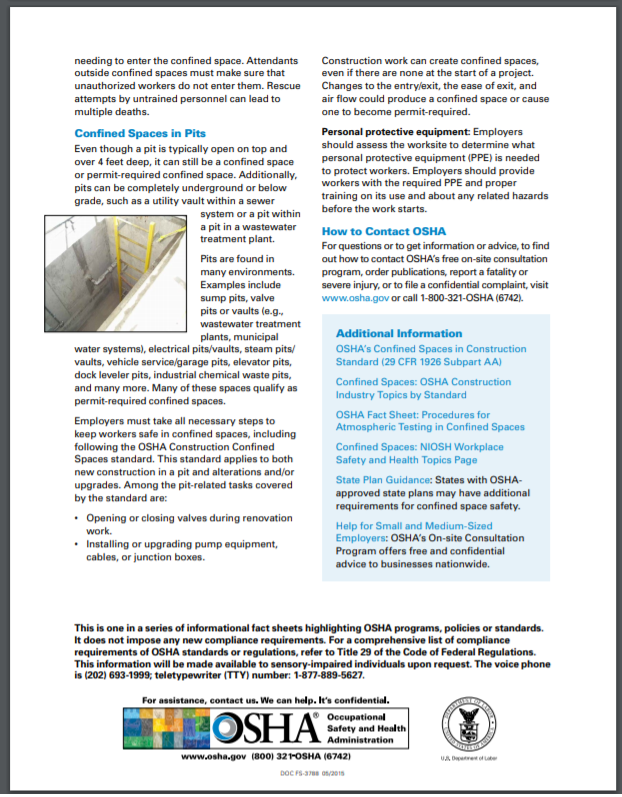 needing to enter the confined space. Attendants
outside confined spaces must make sure that
unauthorized workers do not enter them. Rescue
attempts by untrained personnel can lead to
multiple deaths.
Confined Spaces in Pits
Even though a pit is typically open on top and
over 4 feet deep, it can still be a confined space
or permit-required confined space. Additionally,
pits can be completely underground or below
grade, such as a utility vault within a sewer
system or a pit within
a pit in a wastewater
treatment plant.
Pits are found in
many environments.
Examples include
sump pits, valve
pits or vaults (e.g.,
wastewater treatment
plants, municipal
water systems), electrical pits/vaults, steam pits/
vaults, vehicle service/garage pits, elevator pits,
dock leveler pits, industrial chemical waste pits,
and many more. Many of these spaces qualify as
permit-required confined spaces.
Employers must take all necessary steps to
keep workers safe in confined spaces, including
following the OSHA Construction Confined
Spaces standard. This standard applies to both
new construction in a pit and alterations and/or
upgrades. Among the pit-related tasks covered
by the standard are:
• Opening or closing valves during renovation
work.
• Installing or upgrading pump equipment,
cables, or junction boxes.
Construction work can create confined spaces,
even if there are none at the start of a project.
Changes to the entry/exit, the ease of exit, and
air flow could produce a confined space or cause
one to become permit-required.
Personal protective equipment: Employers
should assess the worksite to determine what
personal protective equipment (PPE) is needed
to protect workers. Employers should provide
workers with the required PPE and proper
training on its use and about any related hazards
before the work starts.
How to Contact OSHA
For questions or to get information or advice, to find
out how to contact OSHA's free on-site consultation
program, order publications, report a fatality or
severe injury, or to file a confidential complaint, visit
www.osha.gov or call 1-800-321-OSHA (6742).
Additional Information
OSHA's Confined Spaces in Construction
Standard (29 CFR 1926 Subpart AA)
Confined Spaces: OSHA Construction
Industry Topics by Standard
OSHA Fact Sheet: Procedures for
Atmospheric Testing in Confined Spaces
Confined Spaces: NIOSH Workplace
Safety and Health Topics Page
State Plan Guidance: States with OSHA-
approved state plans may have additional
requirements for confined space safety.
Help for Small and Medium-Sized
Employers: OSHA's On-site Consultation
Program offers free and confidential
advice to businesses nationwide.
This is one in a series of informational fact sheets highlighting OSHA programs, policies or standards.
It does not impose any new compliance requirements. For a comprehensive list of compliance
requirements of OSHA standards or regulations, refer to Title 29 of the Code of Federal Regulations.
This information will be made available to sensory-impaired individuals upon request. The voice phone
is (202) 693-1999; teletypewriter (TTY) number: 1-877-889-5627.
For assistance, contact us. We can help. It's confidential.
OSHA® Occupational
Safety and Health
Administration
www.osha.gov (800) 321-OSHA (6742)
DEPARTMENT OF LABOR
UNITED STATES OF AMERICA
U.S. Department of Labor
DOC FS-3788 05/2015